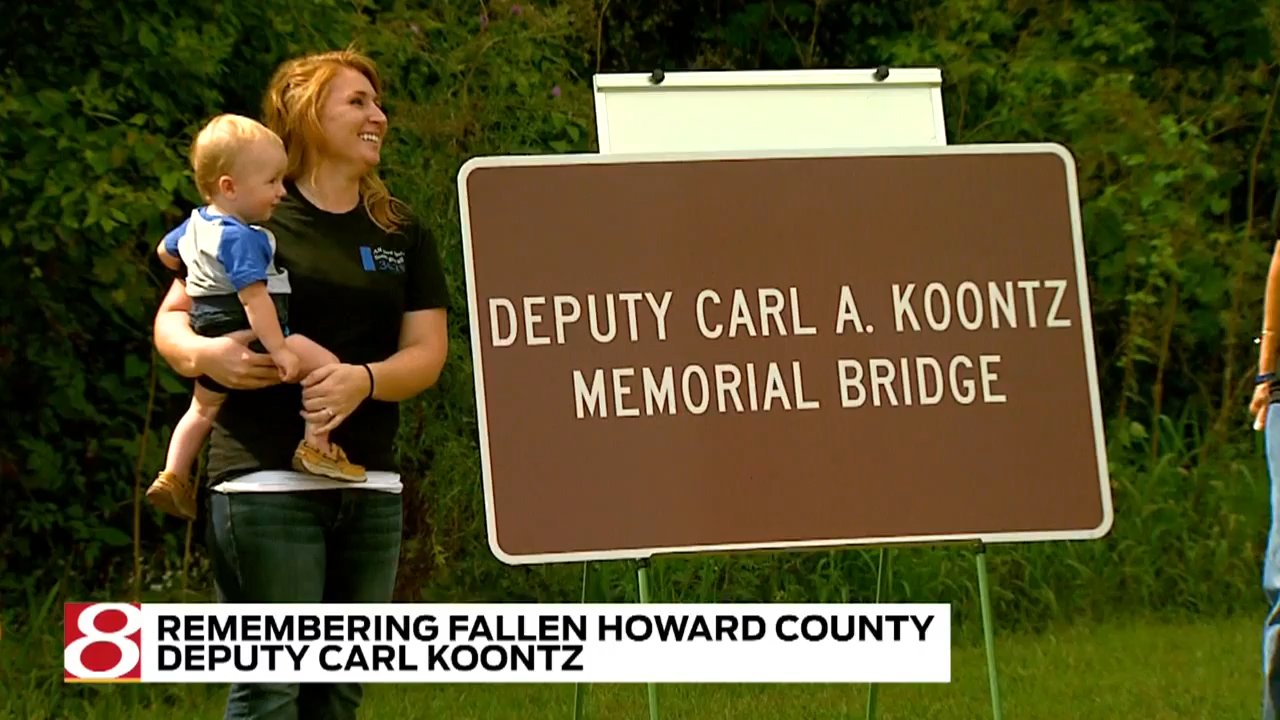 DEPUTY CARL A. KOONTZ
MEMORIAL BRIDGE
8 REMEMBERING FALLEN HOWARD COUNTY
DEPUTY CARL KOONTZ